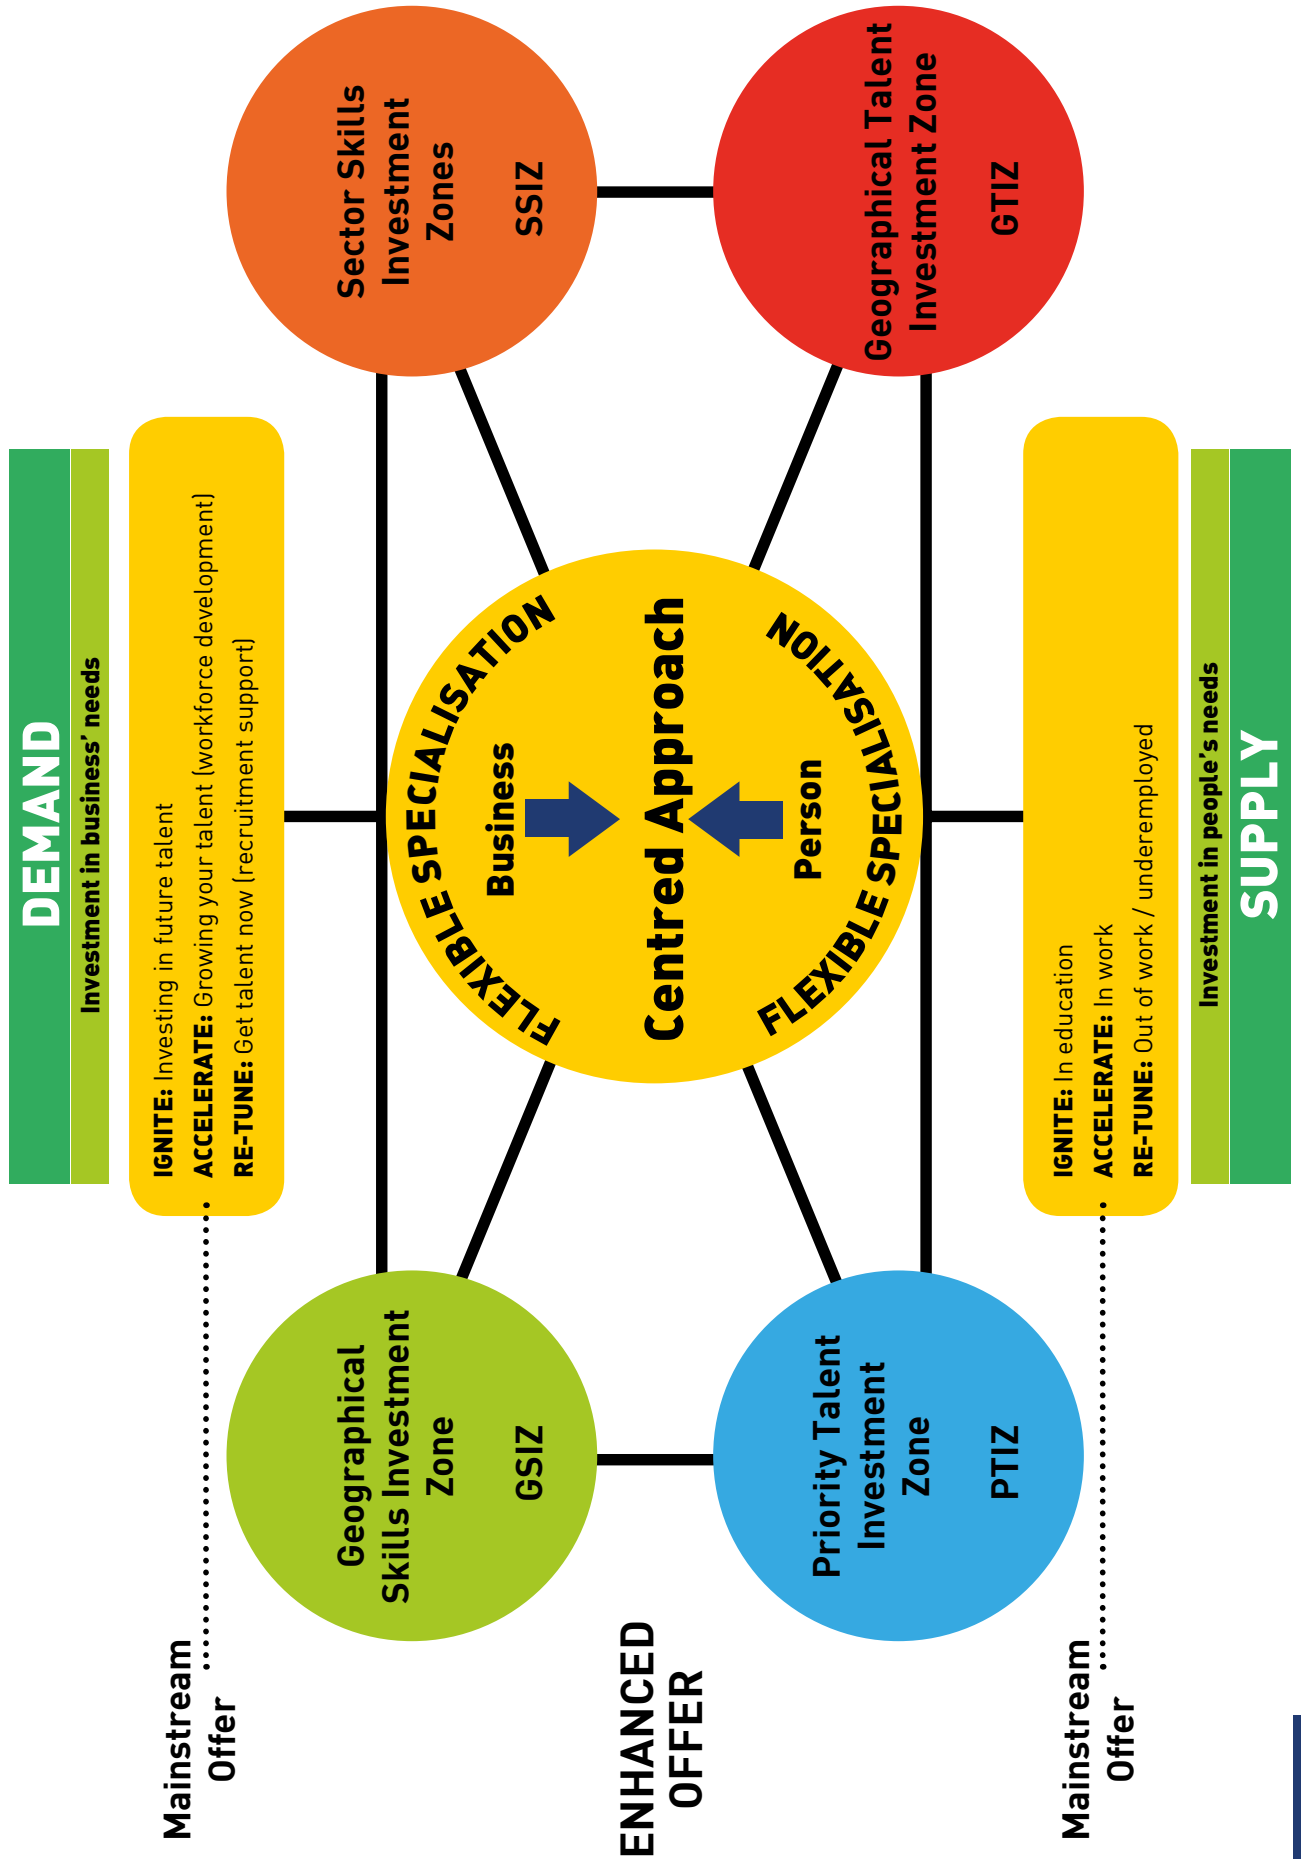 DEMAND
Investment in business’ needs
Mainstream
Offer
IGNITE: Investing in future talent
ACCELERATE: Growing your talent (workforce development)
RE-TUNE: Get talent now (recruitment support)
Geographical
Skills Investment
Zone
GSIZ
Sector Skills
Investment
Zones
SSIZ
FLEXIBLE SPECIALISATION
Business
Centred Approach
Person
FLEXIBLE SPECIALISATION
ENHANCED
OFFER
Priority Talent
Investment
Zone
PTIZ
Geographical Talent
Investment Zone
GTIZ
Mainstream
Offer
IGNITE: In education
ACCELERATE: In work
RE-TUNE: Out of work / underemployed
Investment in people’s needs
SUPPLY